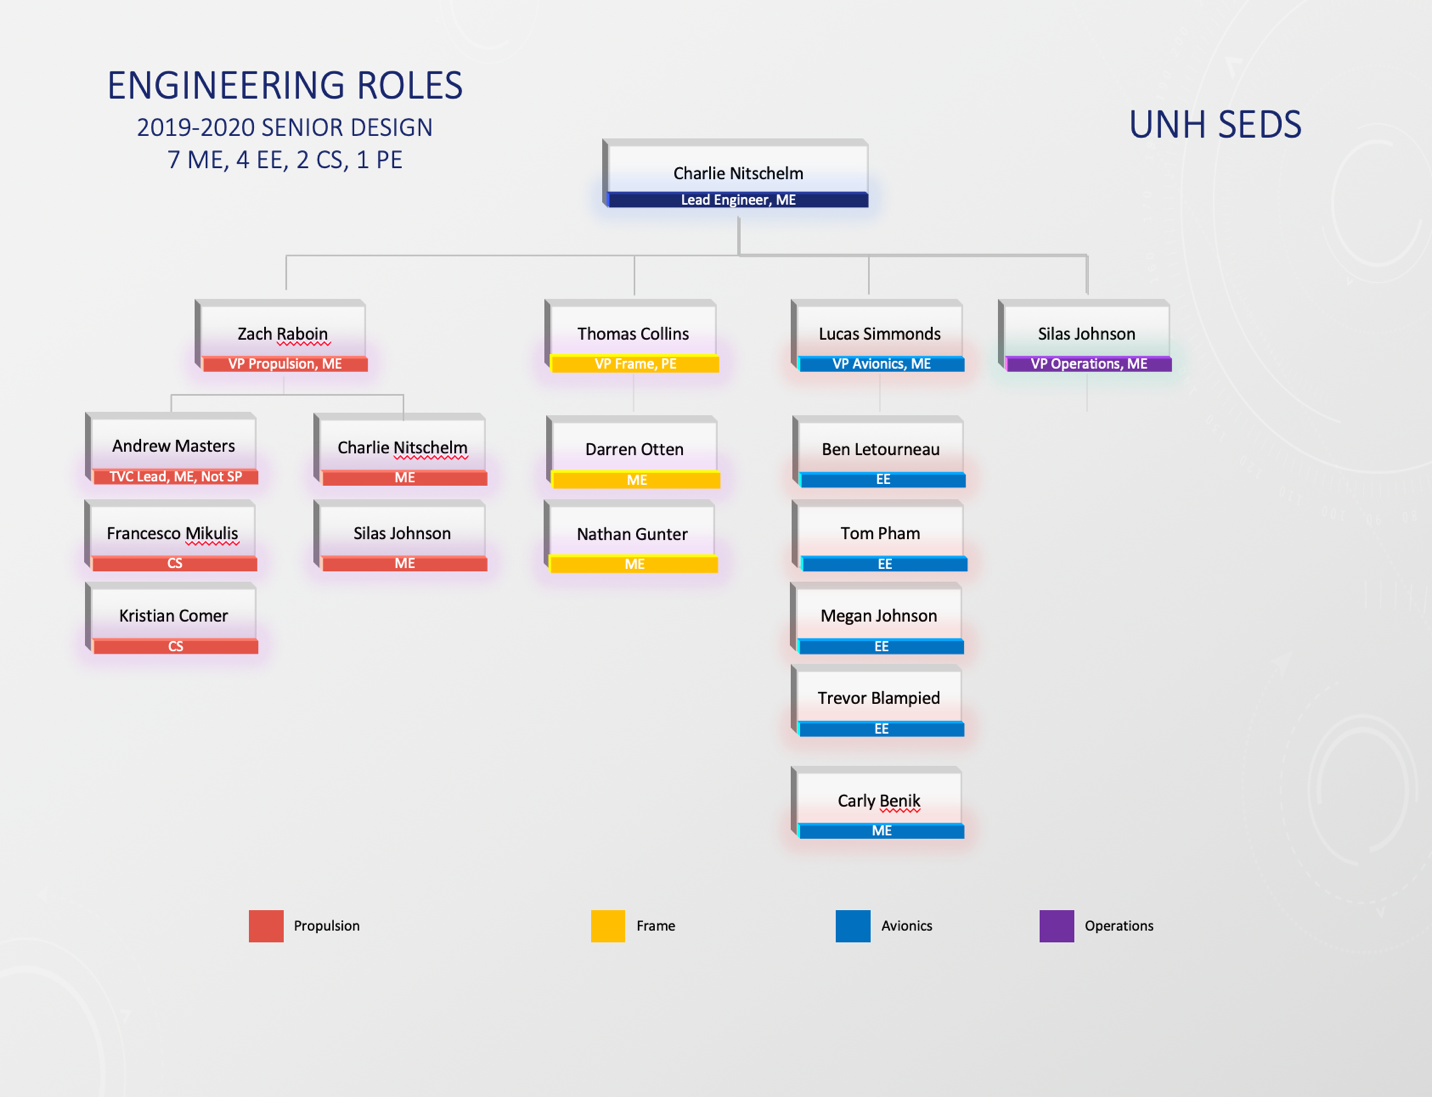 ENGINEERING ROLES
2019-2020 SENIOR DESIGN
7 ME, 4 EE, 2 CS, 1 PE
UNH SEDS
Charlie Nitschelm
Lead Engineer, ME
Zach Raboin
VP Propulsion, ME
Thomas Collins
VP Frame, PE
Lucas Simmonds
VP Avionics, ME
Silas Johnson
VP Operations, ME
Andrew Masters
TVC Lead, ME, Not SP
Francesco Mikulis
CS
Kristian Comer
CS
Charlie Nitschelm
ME
Silas Johnson
ME
Darren Otten
ME
Nathan Gunter
ME
Ben Letourneau
EE
Tom Pham
EE
Megan Johnson
EE
Trevor Blampied
EE
Carly Benik
ME
Propulsion
Frame
Avionics
Operations